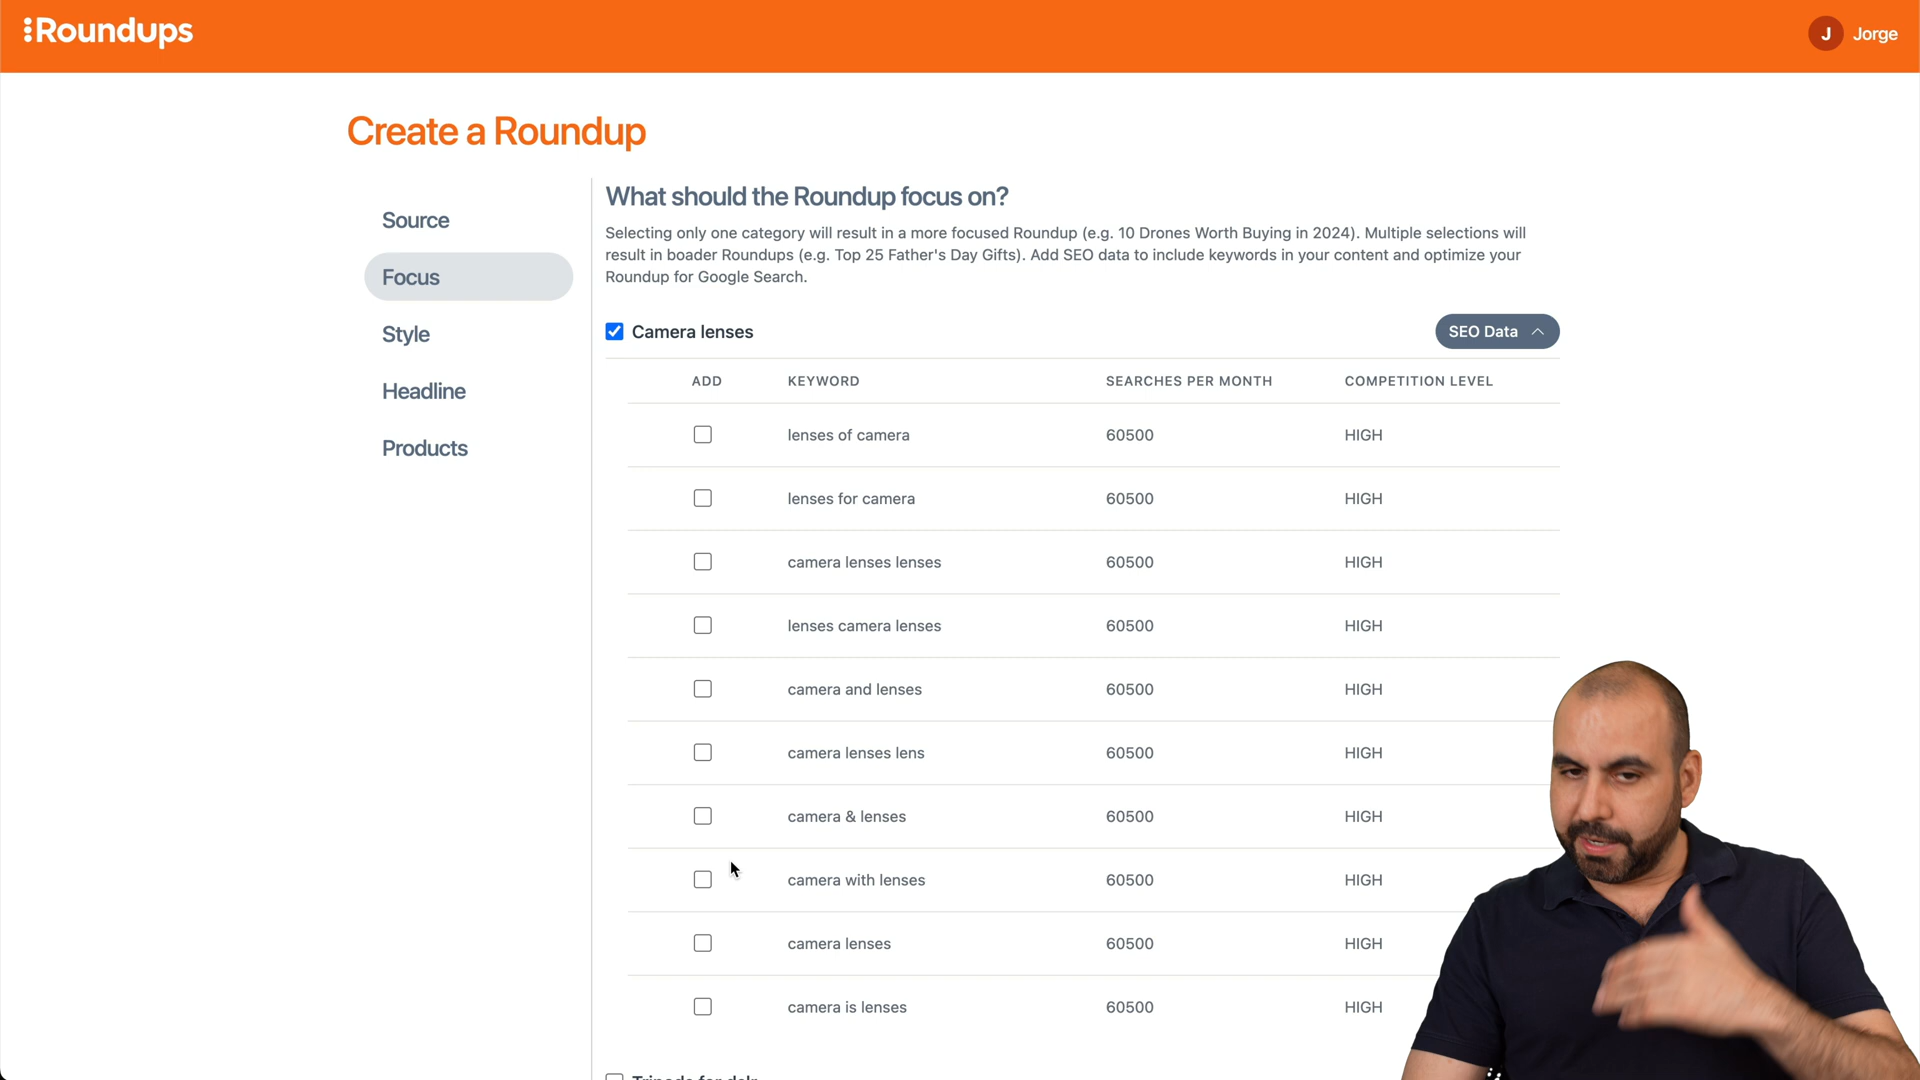 Roundups
J Jorge
Create a Roundup
Source
Focus
Style
Headline
Products
What should the Roundup focus on?
Selecting only one category will result in a more focused Roundup (e.g. 10 Drones Worth Buying in 2024). Multiple selections will
result in boader Roundups (e.g. Top 25 Father's Day Gifts). Add SEO data to include keywords in your content and optimize your
Roundup for Google Search.
Camera lenses
SEO Data
ADD KEYWORD SEARCHES PER MONTH COMPETITION LEVEL
lenses of camera 60500 HIGH
lenses for camera 60500 HIGH
camera lenses lenses 60500 HIGH
lenses camera lenses 60500 HIGH
camera and lenses 60500 HIGH
camera lenses lens 60500 HIGH
camera & lenses 60500 HIGH
camera with lenses 60500 HIGH
camera lenses 60500 HIGH
camera is lenses 60500 HIGH